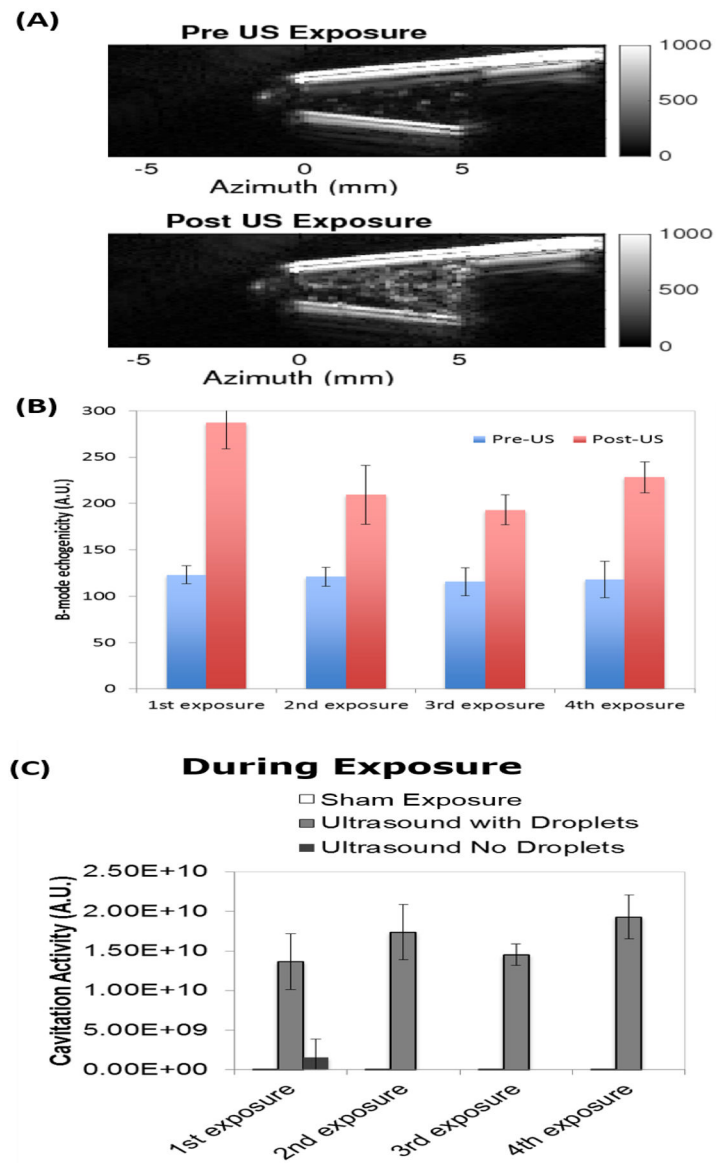 (A)
Pre US Exposure
1000
500
0
-5 0 5
Azimuth (mm)
Post US Exposure
1000
500
0
-5 0 5
Azimuth (mm)
(B)
B-mode echogenicity (A.U.)
300
250
200
150
100
50
0
Pre-US Post-US
1st exposure 2nd exposure 3rd exposure 4th exposure
(C)
During Exposure
Sham Exposure
Ultrasound with Droplets
Ultrasound No Droplets
Cavitation Activity (A.U.)
2.50E+10
2.00E+10
1.50E+10
1.00E+10
5.00E+09
0.00E+00
1st exposure 2nd exposure 3rd exposure 4th exposure